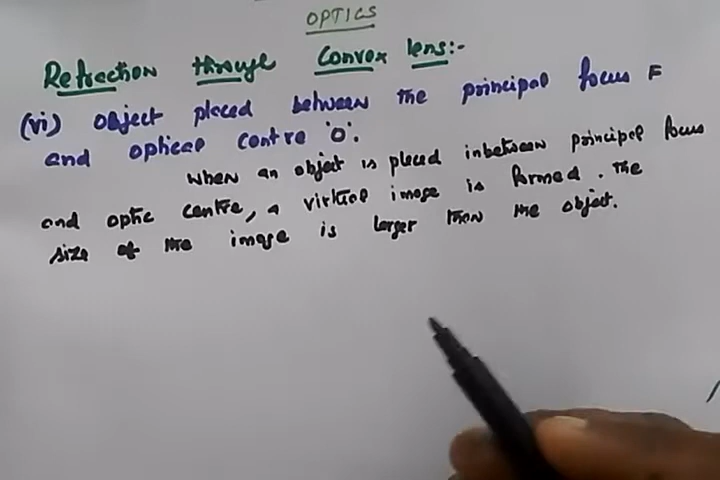 OPTICS
Refraction through Convex lens:-
(vi) object placed between the principal focus F
and optical centre 'O'.
When an object is placed inbetween principal focus
and optic centre, a virtual image is formed. The
size of the image is larger than the object.